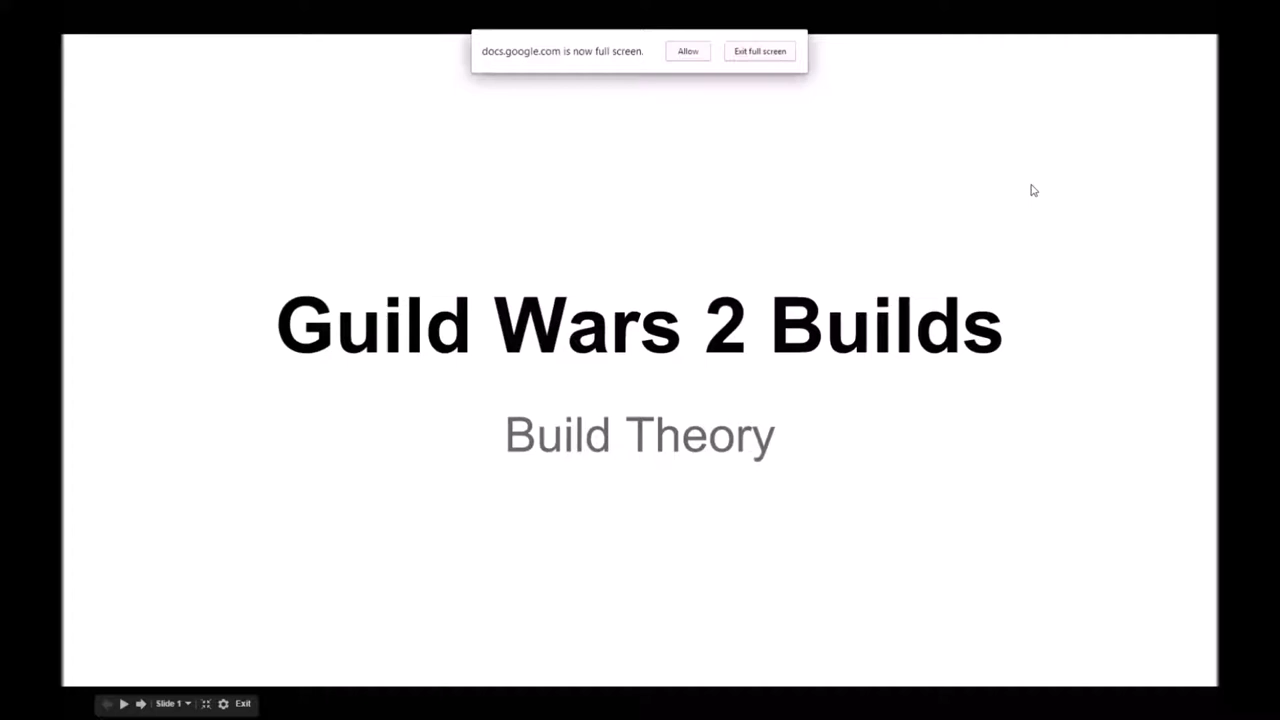 docs.google.com is now full screen. Allow Exit full screen
Guild Wars 2 Builds
Build Theory
Slide 1 Exit